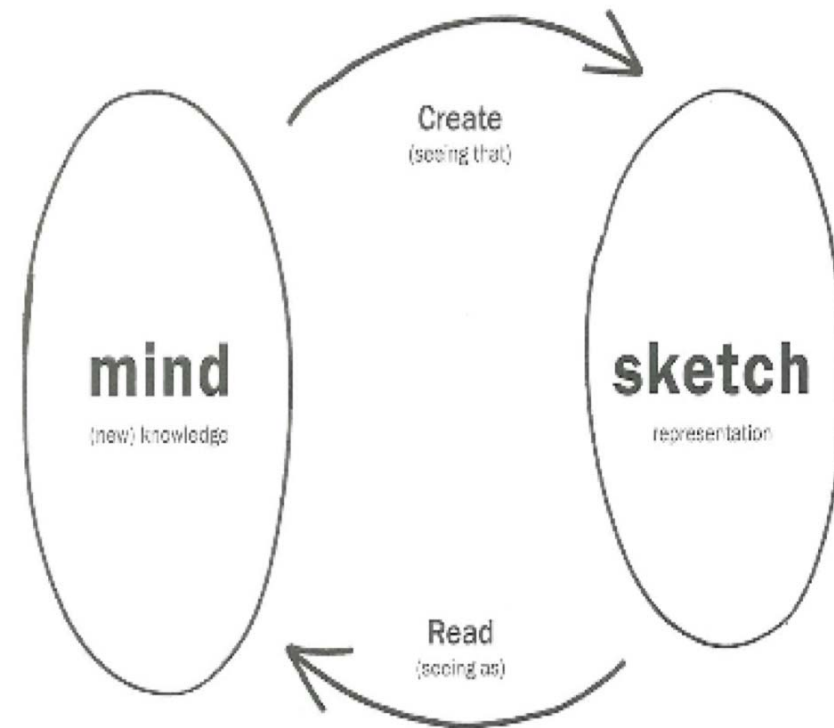 Create
(seeing that)
mind
(new) knowledge
sketch
representation
Read
(seeing as)